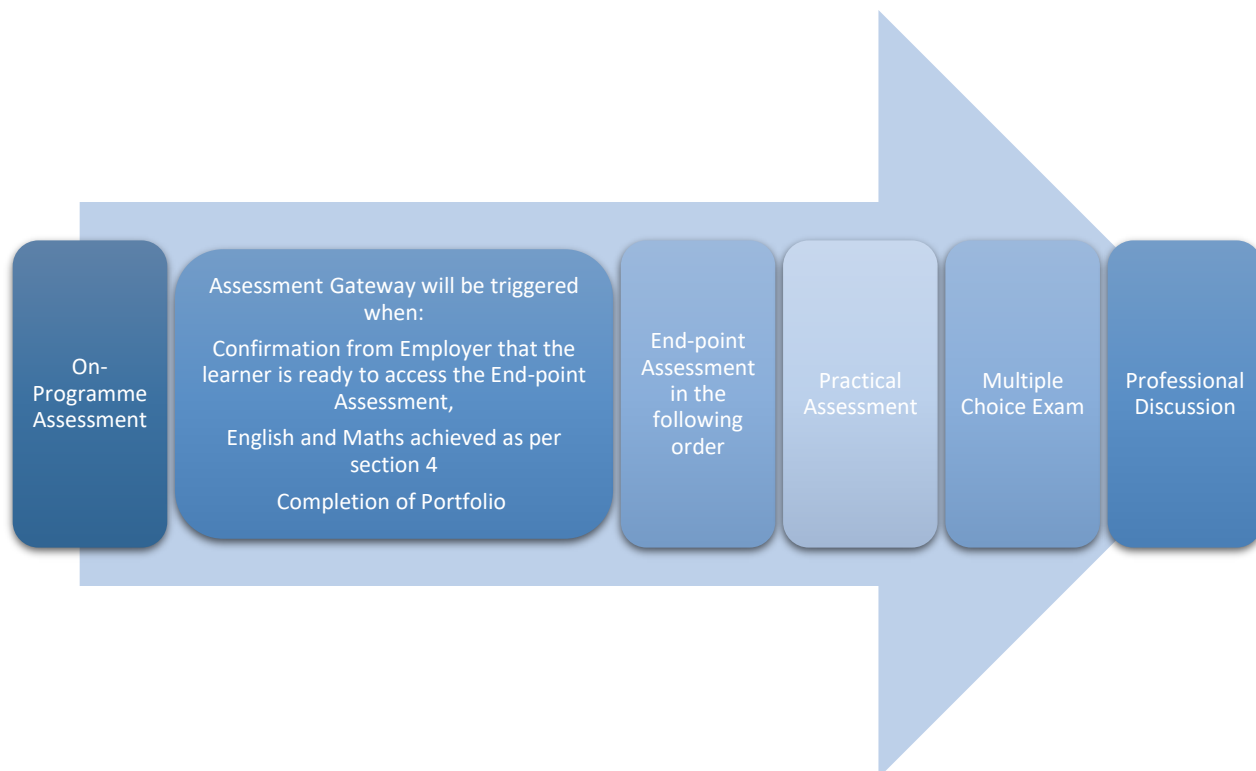 On-
Programme
Assessment
Assessment Gateway will be triggered
when:
Confirmation from Employer that the
learner is ready to access the End-point
Assessment,
English and Maths achieved as per
section 4
Completion of Portfolio
End-point
Assessment
in the
following
order
Practical
Assessment
Multiple
Choice Exam
Professional
Discussion